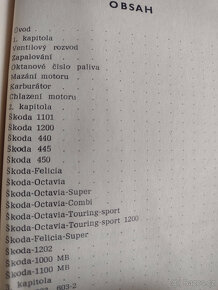 OBSAH
Úvod
1. kapitola
Ventilový rozvod
Zapalování
Oktanové číslo paliva
Mazání motoru
Karburátor
Chlazení motoru
2. kapitola
Škoda 1101
Škoda 1200
Škoda 440
Škoda 445
Škoda 450
Škoda-Felicia
Škoda-Octavia
Škoda-Octavia-Super
Škoda-Octavia-Combi
Škoda-Octavia-Touring-sport
Škoda-Octavia-Touring-sport 1200
Škoda-Felicia-Super
Škoda-1202
Škoda-1000 MB
Škoda-1100 MB
kapitola
603-2